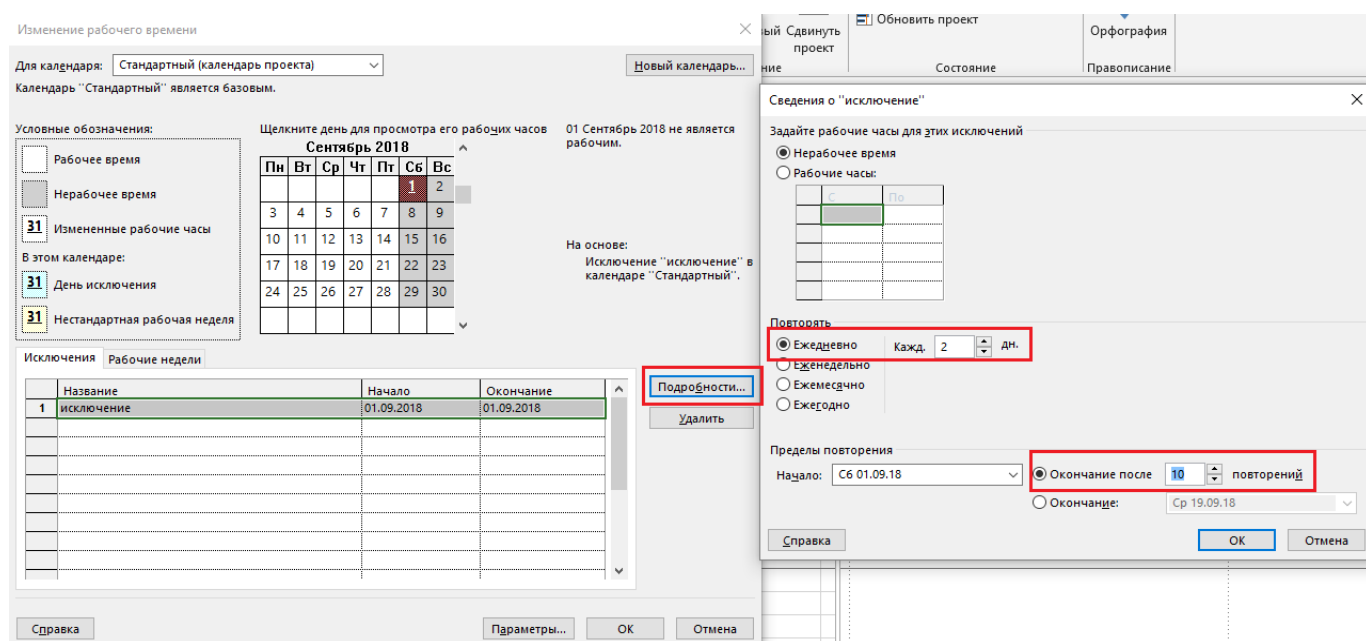 Изменение рабочего времени
Для календаря: Стандартный (календарь проекта) Новый календарь...
Календарь "Стандартный" является базовым.
Условные обозначения:
Рабочее время
Нерабочее время
31 Измененные рабочие часы
В этом календаре:
31 День исключения
31 Нестандартная рабочая неделя
Щелкните день для просмотра его рабочих часов
Сентябрь 2018
Пн Вт Ср Чт Пт Сб Вс
1 2
3 4 5 6 7 8 9
10 11 12 13 14 15 16
17 18 19 20 21 22 23
24 25 26 27 28 29 30
01 Сентябрь 2018 не является
рабочим.
На основе:
Исключение "исключение" в
календаре "Стандартный".
Исключения Рабочие недели
Название Начало Окончание
1 исключение 01.09.2018 01.09.2018
Подробности...
Удалить
Справка Параметры... ОК Отмена
ый Сдвинуть
проект
ние
Обновить проект
Состояние
Орфография
Правописание
Сведения о "исключение"
Задайте рабочие часы для этих исключений
Нерабочее время
Рабочие часы:
С По
Повторять
Ежедневно Кажд. 2 дн.
Еженедельно
Ежемесячно
Ежегодно
Пределы повторения
Начало: Сб 01.09.18 Окончание после 10 повторений
Окончание: Ср 19.09.18
Справка ОК Отмена